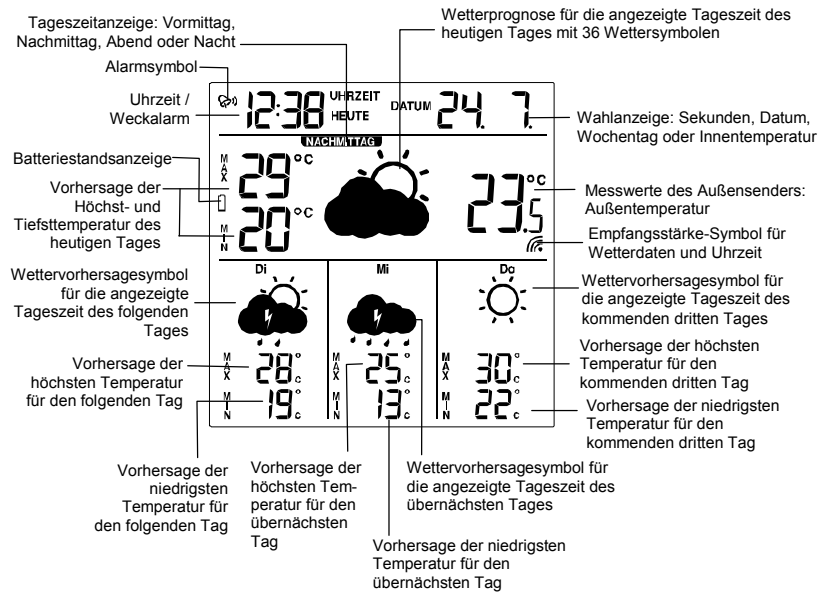 Tageszeitanzeige: Vormittag,
Nachmittag, Abend oder Nacht
Wetterprognose für die angezeigte Tageszeit des
heutigen Tages mit 36 Wettersymbolen
Alarmsymbol
Uhrzeit /
Weckalarm
12:38
UHRZEIT
HEUTE
DATUM
24. 7.
Wahlanzeige: Sekunden, Datum,
Wochentag oder Innentemperatur
NACHMITTAG
Batteriestandsanzeige
Vorhersage der
Höchst- und
Tiefsttemperatur des
heutigen Tages
MAX
29 °C
MIN
20 °C
23.5 °C
Messwerte des Außensenders:
Außentemperatur
Empfangsstärke-Symbol für
Wetterdaten und Uhrzeit
Wettervorhersagesymbol
für die angezeigte
Tageszeit des folgenden
Tages
Di
Mi
Do
Wettervorhersagesymbol für
die angezeigte Tageszeit des
kommenden dritten Tages
Vorhersage der
höchsten Temperatur
für den folgenden Tag
MAX
28°C
MIN
19°C
MAX
25°C
MIN
13°C
MAX
30°C
MIN
22°C
Vorhersage der höchsten
Temperatur für den
kommenden dritten Tag
Vorhersage der niedrigsten
Temperatur für den
kommenden dritten Tag
Vorhersage der
niedrigsten
Temperatur für
den folgenden Tag
Vorhersage der
höchsten Tem-
peratur für den
übernächsten
Tag
Wettervorhersagesymbol für
die angezeigte Tageszeit des
übernächsten Tages
Vorhersage der niedrigsten
Temperatur für den
übernächsten Tag